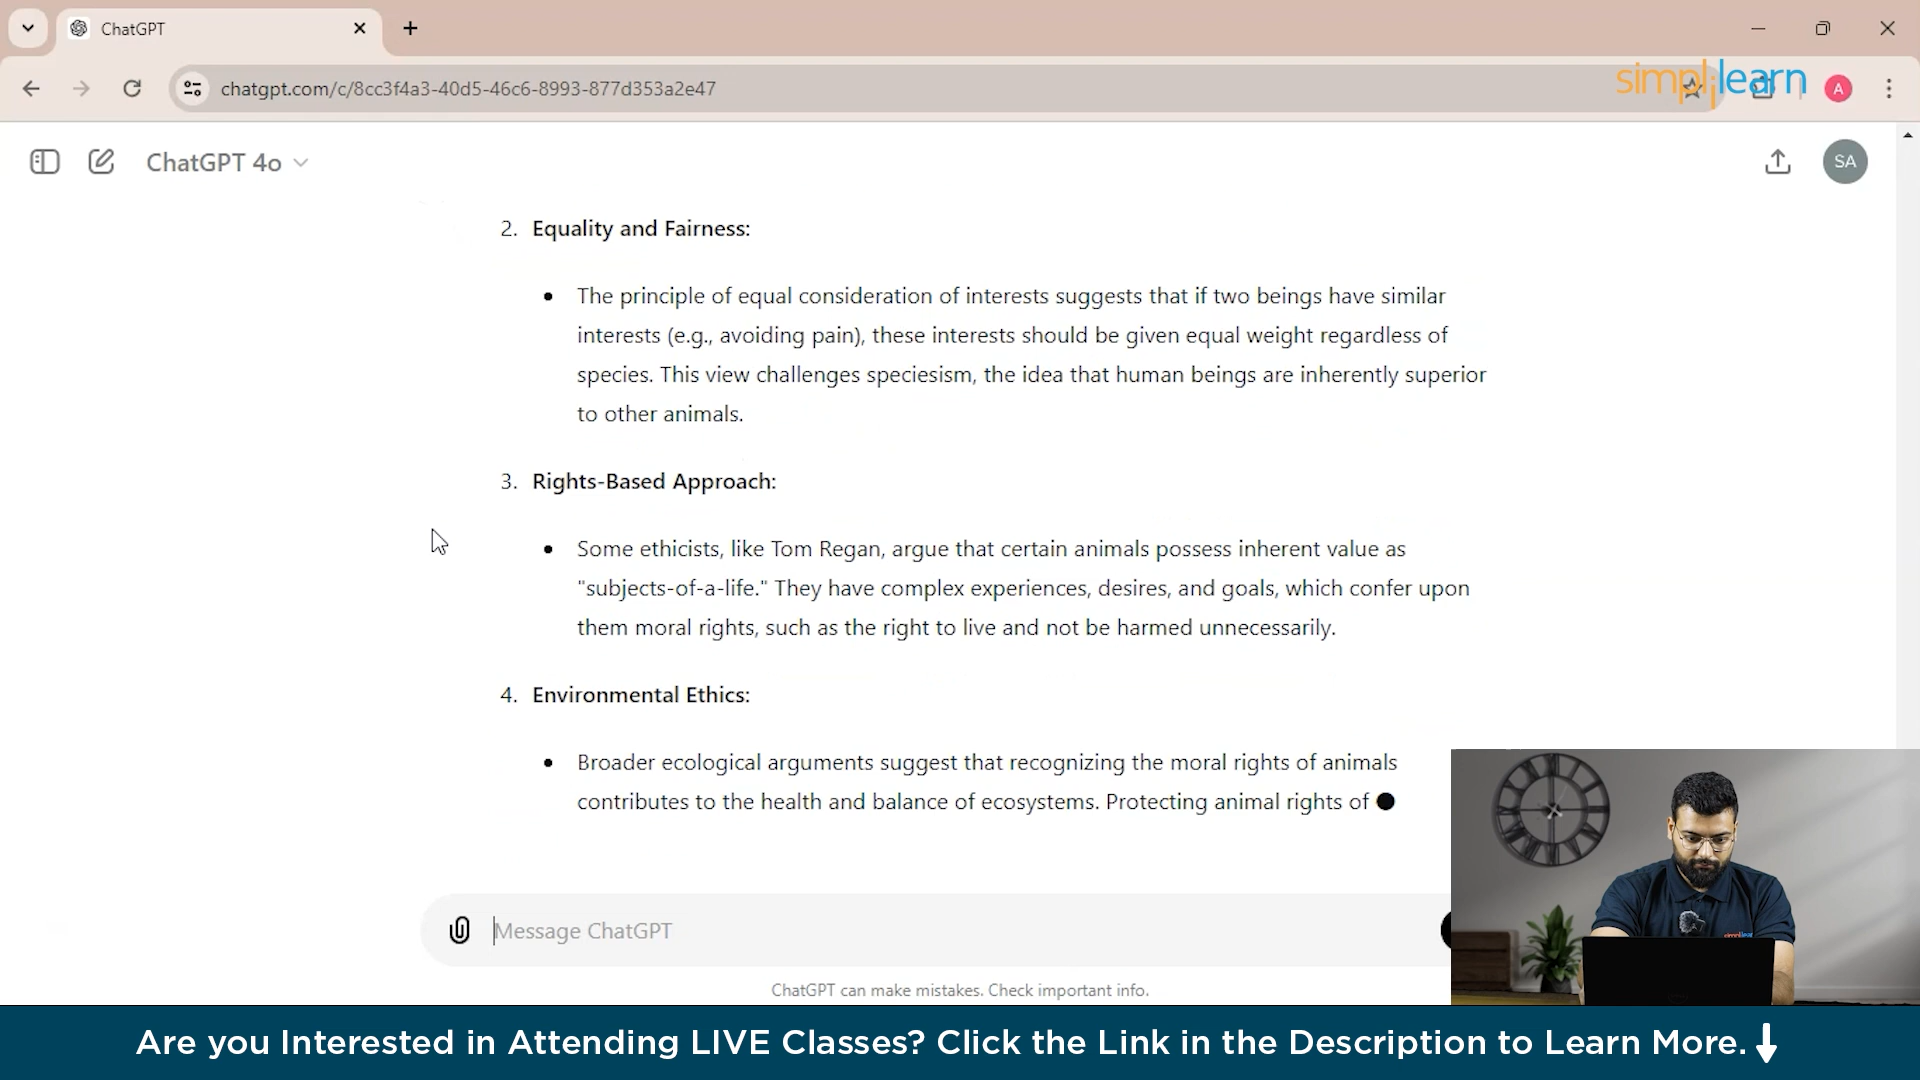 ChatGPT
chatgpt.com/c/8cc3f4a3-40d5-46c6-8993-877d353a2e47
simplilearn
A
ChatGPT 4o
SA
2. Equality and Fairness:
• The principle of equal consideration of interests suggests that if two beings have similar
interests (e.g., avoiding pain), these interests should be given equal weight regardless of
species. This view challenges speciesism, the idea that human beings are inherently superior
to other animals.
3. Rights-Based Approach:
• Some ethicists, like Tom Regan, argue that certain animals possess inherent value as
"subjects-of-a-life." They have complex experiences, desires, and goals, which confer upon
them moral rights, such as the right to live and not be harmed unnecessarily.
4. Environmental Ethics:
• Broader ecological arguments suggest that recognizing the moral rights of animals
contributes to the health and balance of ecosystems. Protecting animal rights of
Message ChatGPT
simplilearn
ChatGPT can make mistakes. Check important info.
Are you Interested in Attending LIVE Classes? Click the Link in the Description to Learn More.